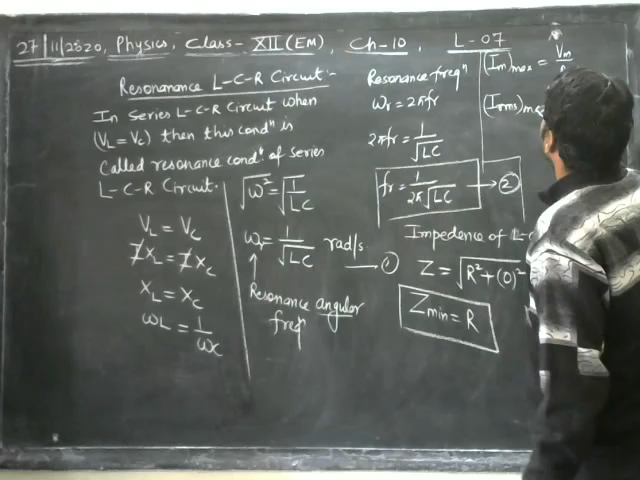 27/11/2020, Physics, Class- XII (EM), Ch-10, L-07
Resonanance L-C-R Circuit:-
In Series L-C-R Circuit when
(VL = Vc) then this condⁿ is
Called resonance condⁿ of series
L-C-R Circuit.
VL = VC
IXL = IXC
XL = XC
ωL = 1/ωC
√ω² = √1/LC
ωr = 1/√LC rad/s → ①
Resonance angular
freqⁿ
Resonance freqⁿ
ωr = 2πfr
2πfr = 1/√LC
fr = 1/2π√LC → ②
Impedence of L-C
Z = √R²+(0)²
Zmin = R
(Im)max = Vm/
(Irms)max